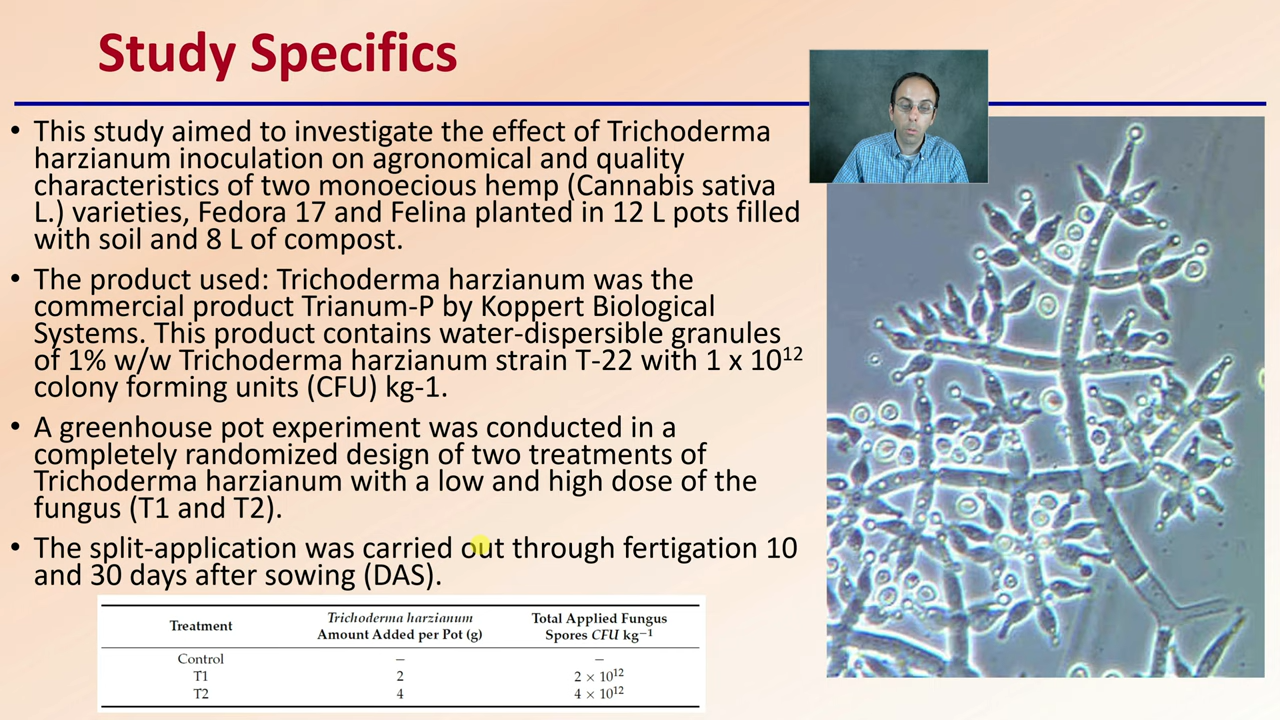 Study Specifics
• This study aimed to investigate the effect of Trichoderma
harzianum inoculation on agronomical and quality
characteristics of two monoecious hemp (Cannabis sativa
L.) varieties, Fedora 17 and Felina planted in 12 L pots filled
with soil and 8 L of compost.
• The product used: Trichoderma harzianum was the
commercial product Trianum-P by Koppert Biological
Systems. This product contains water-dispersible granules
of 1% w/w Trichoderma harzianum strain T-22 with 1 x 10¹²
colony forming units (CFU) kg-1.
• A greenhouse pot experiment was conducted in a
completely randomized design of two treatments of
Trichoderma harzianum with a low and high dose of the
fungus (T1 and T2).
• The split-application was carried out through fertigation 10
and 30 days after sowing (DAS).
Treatment Trichoderma harzianum Amount Added per Pot (g) Total Applied Fungus Spores CFU kg⁻¹
Control – –
T1 2 2 × 10¹²
T2 4 4 × 10¹²